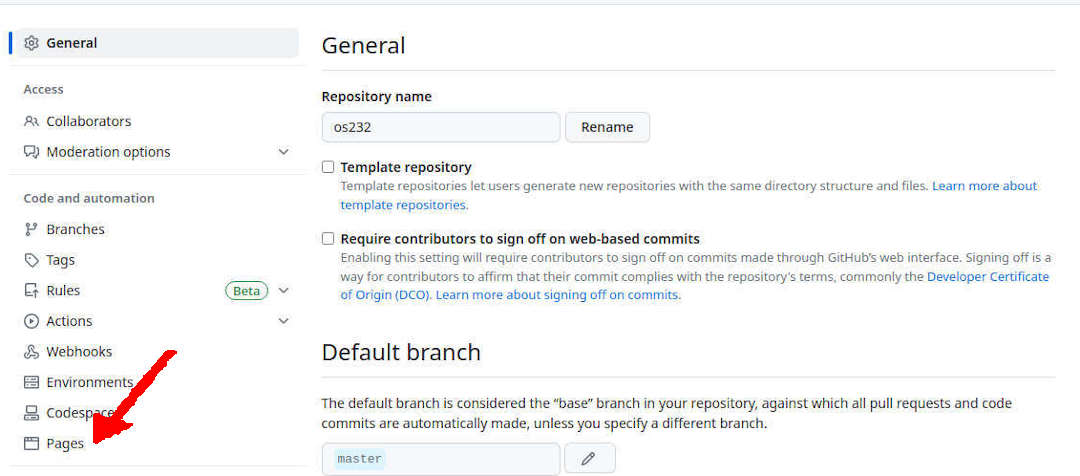 General
Access
Collaborators
Moderation options
Code and automation
Branches
Tags
Rules
Beta
Actions
Webhooks
Environments
Codespace
Pages
General
Repository name
os232
Rename
Template repository
Template repositories let users generate new repositories with the same directory structure and files. Learn more about
template repositories.
Require contributors to sign off on web-based commits
Enabling this setting will require contributors to sign off on commits made through GitHub's web interface. Signing off is a
way for contributors to affirm that their commit complies with the repository's terms, commonly the Developer Certificate
of Origin (DCO). Learn more about signing off on commits.
Default branch
The default branch is considered the “base” branch in your repository, against which all pull requests and code
commits are automatically made, unless you specify a different branch.
master